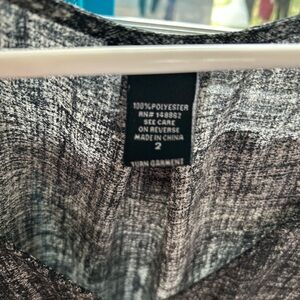 100%POLYESTER
RN# 148882
SEE CARE
ON REVERSE
MADE IN CHINA
2
TURN GARMENT